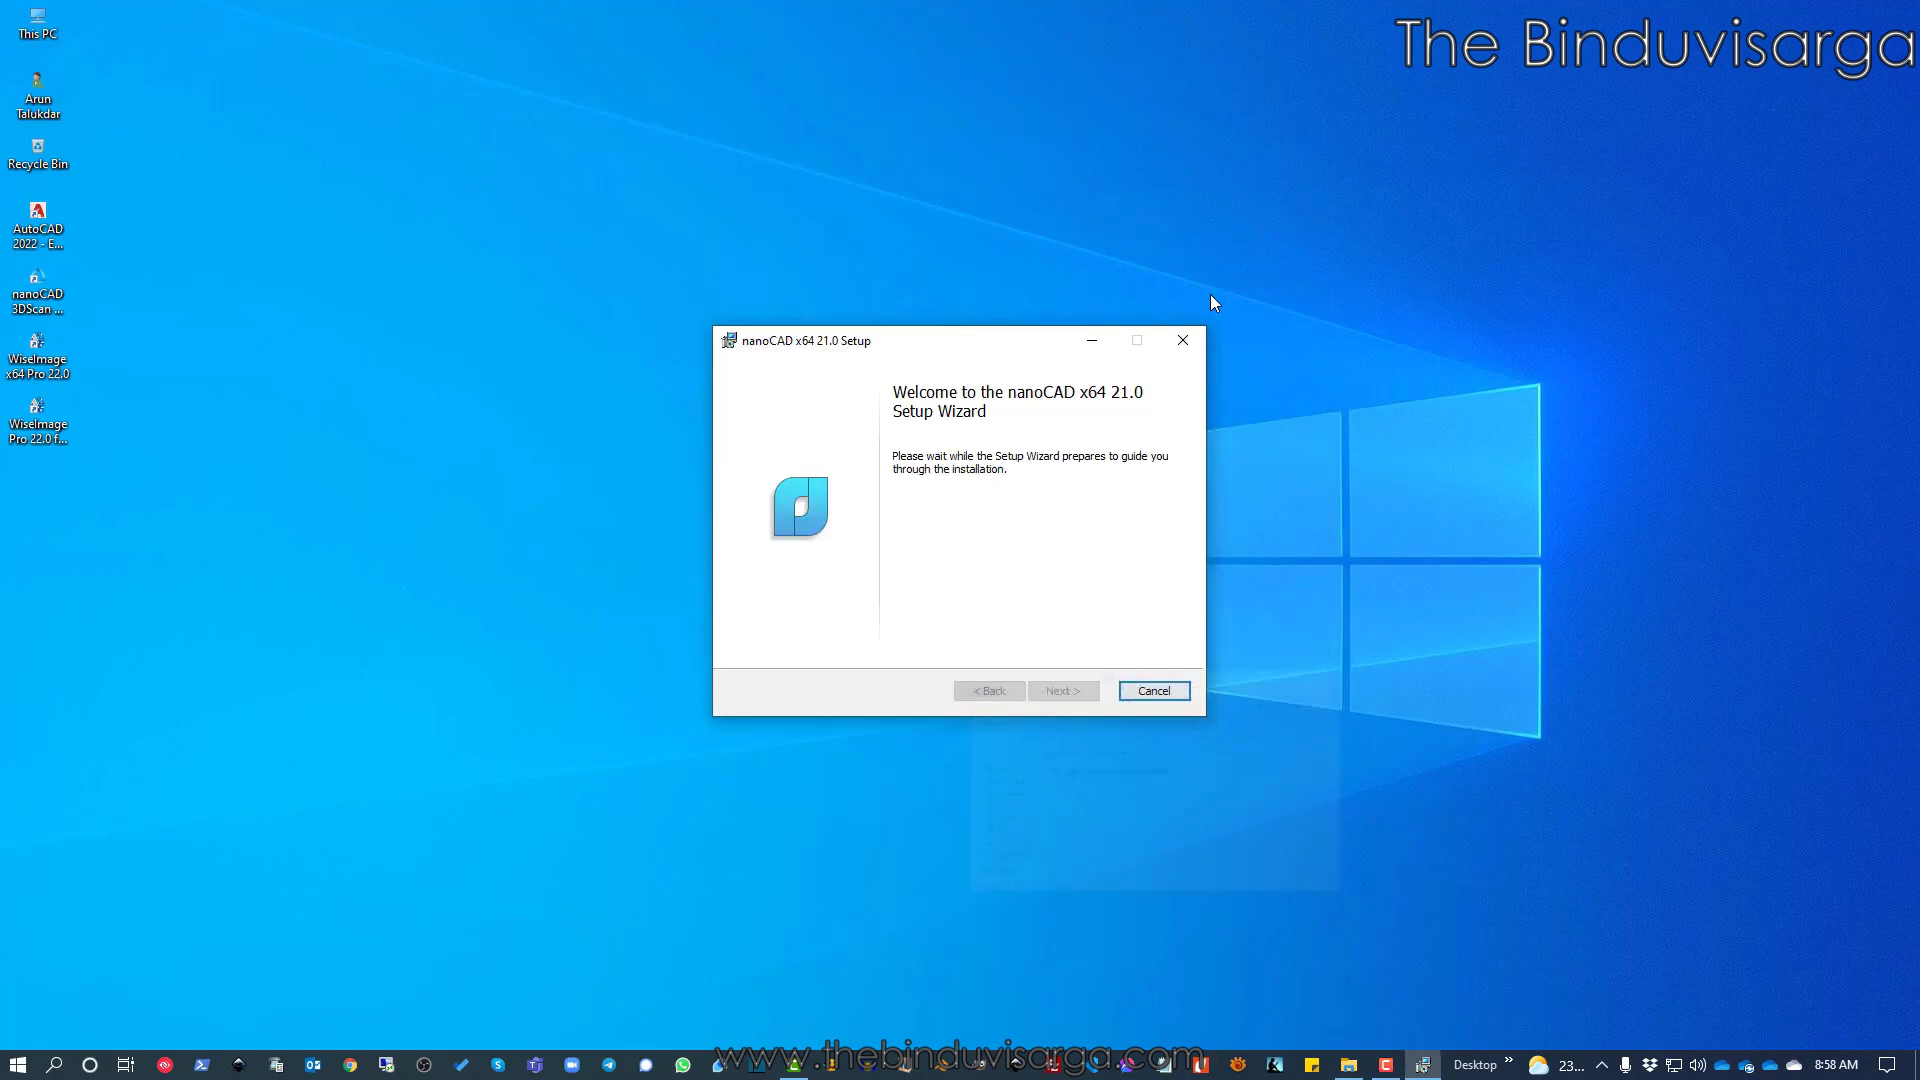 The Binduvisarga
This PC
Arun
Talukdar
Recycle Bin
AutoCAD
2022 - E...
nanoCAD
3DScan ...
WiseImage
x64 Pro 22.0
WiseImage
Pro 22.0 f...
nanoCAD x64 21.0 Setup
Welcome to the nanoCAD x64 21.0
Setup Wizard
Please wait while the Setup Wizard prepares to guide you
through the installation.
< Back
Next >
Cancel
www.thebinduvisarga.com
Desktop
23...
8:58 AM